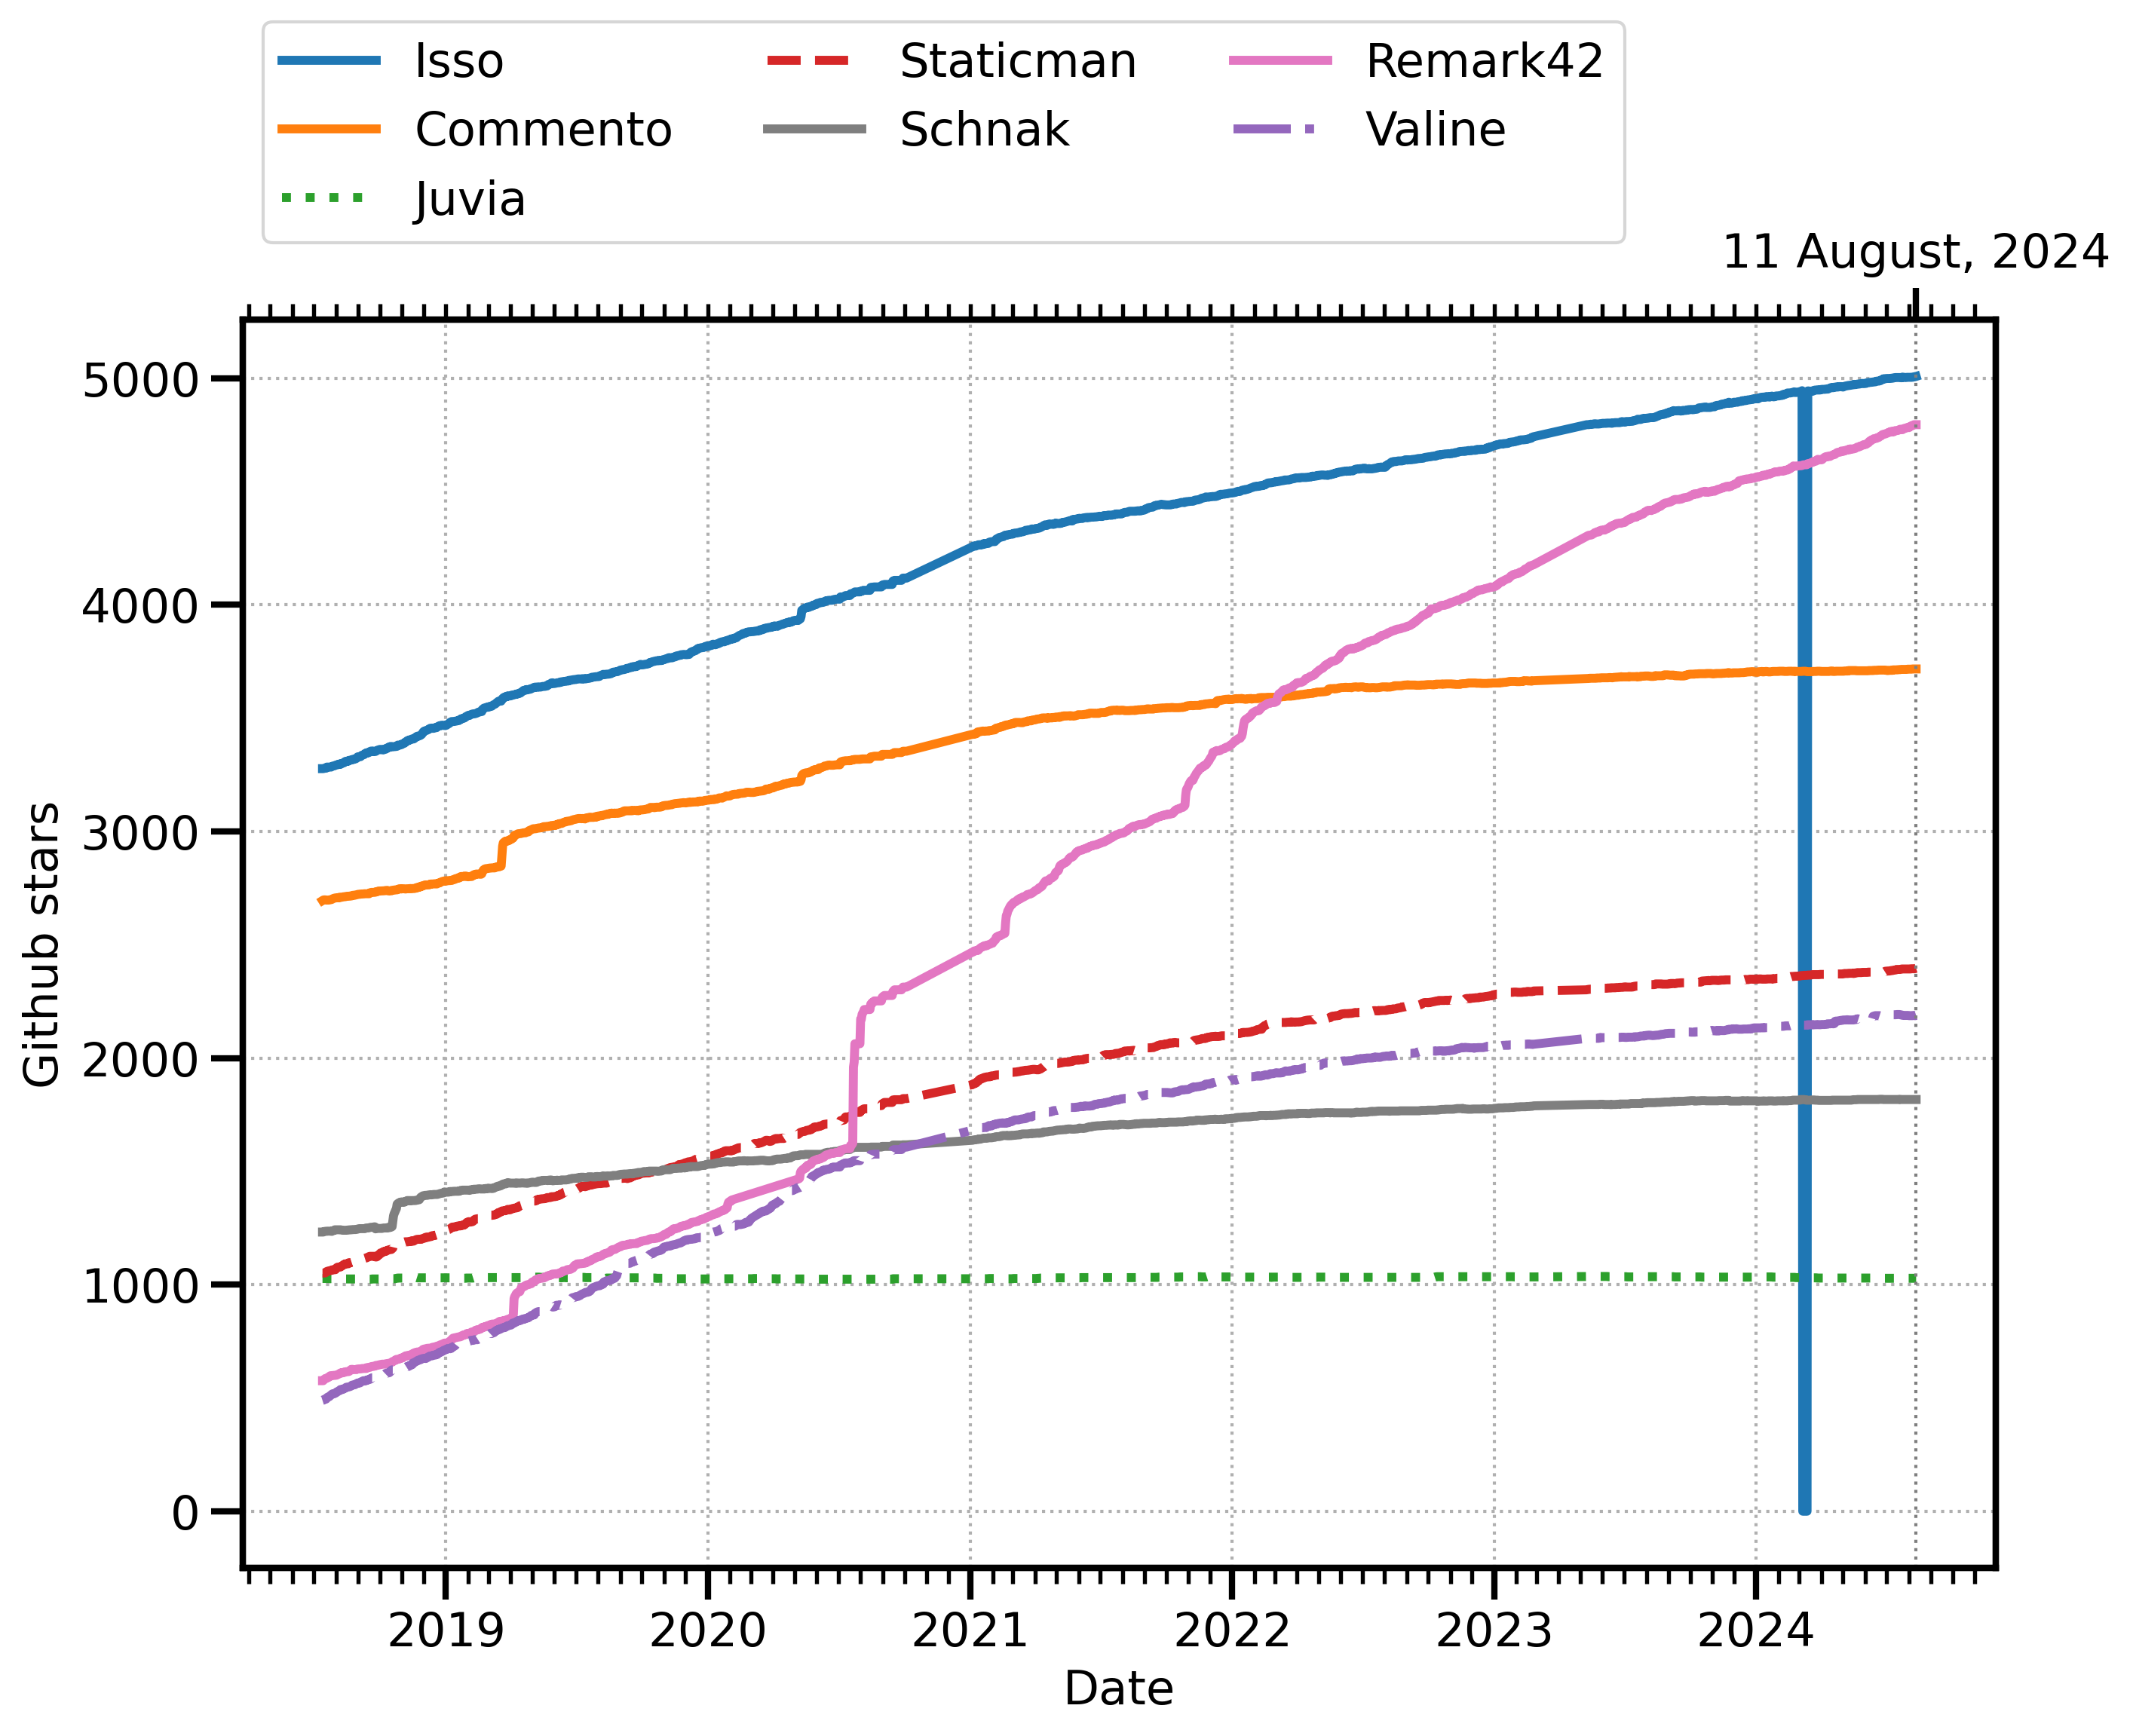 Isso
Commento
Juvia
Staticman
Schnak
Remark42
Valine
11 August, 2024
5000
4000
3000
2000
1000
0
Github stars
2019 2020 2021 2022 2023 2024
Date